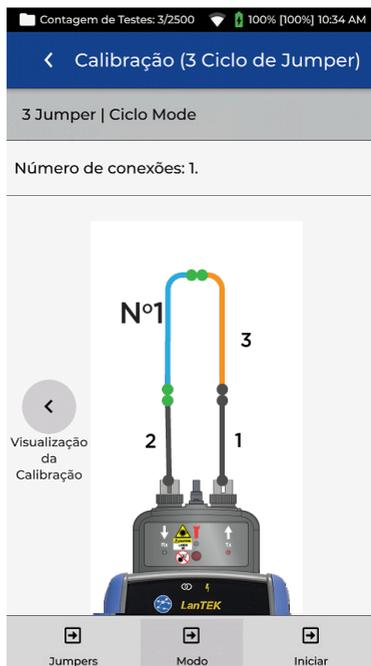 Contagem de Testes: 3/2500 100% [100%] 10:34 AM
Calibração (3 Ciclo de Jumper)
3 Jumper | Ciclo Mode
Número de conexões: 1.
Nº1
3
Visualização
da
Calibração
2
1
Rx
Tx
LanTEK
Jumpers
Modo
Iniciar